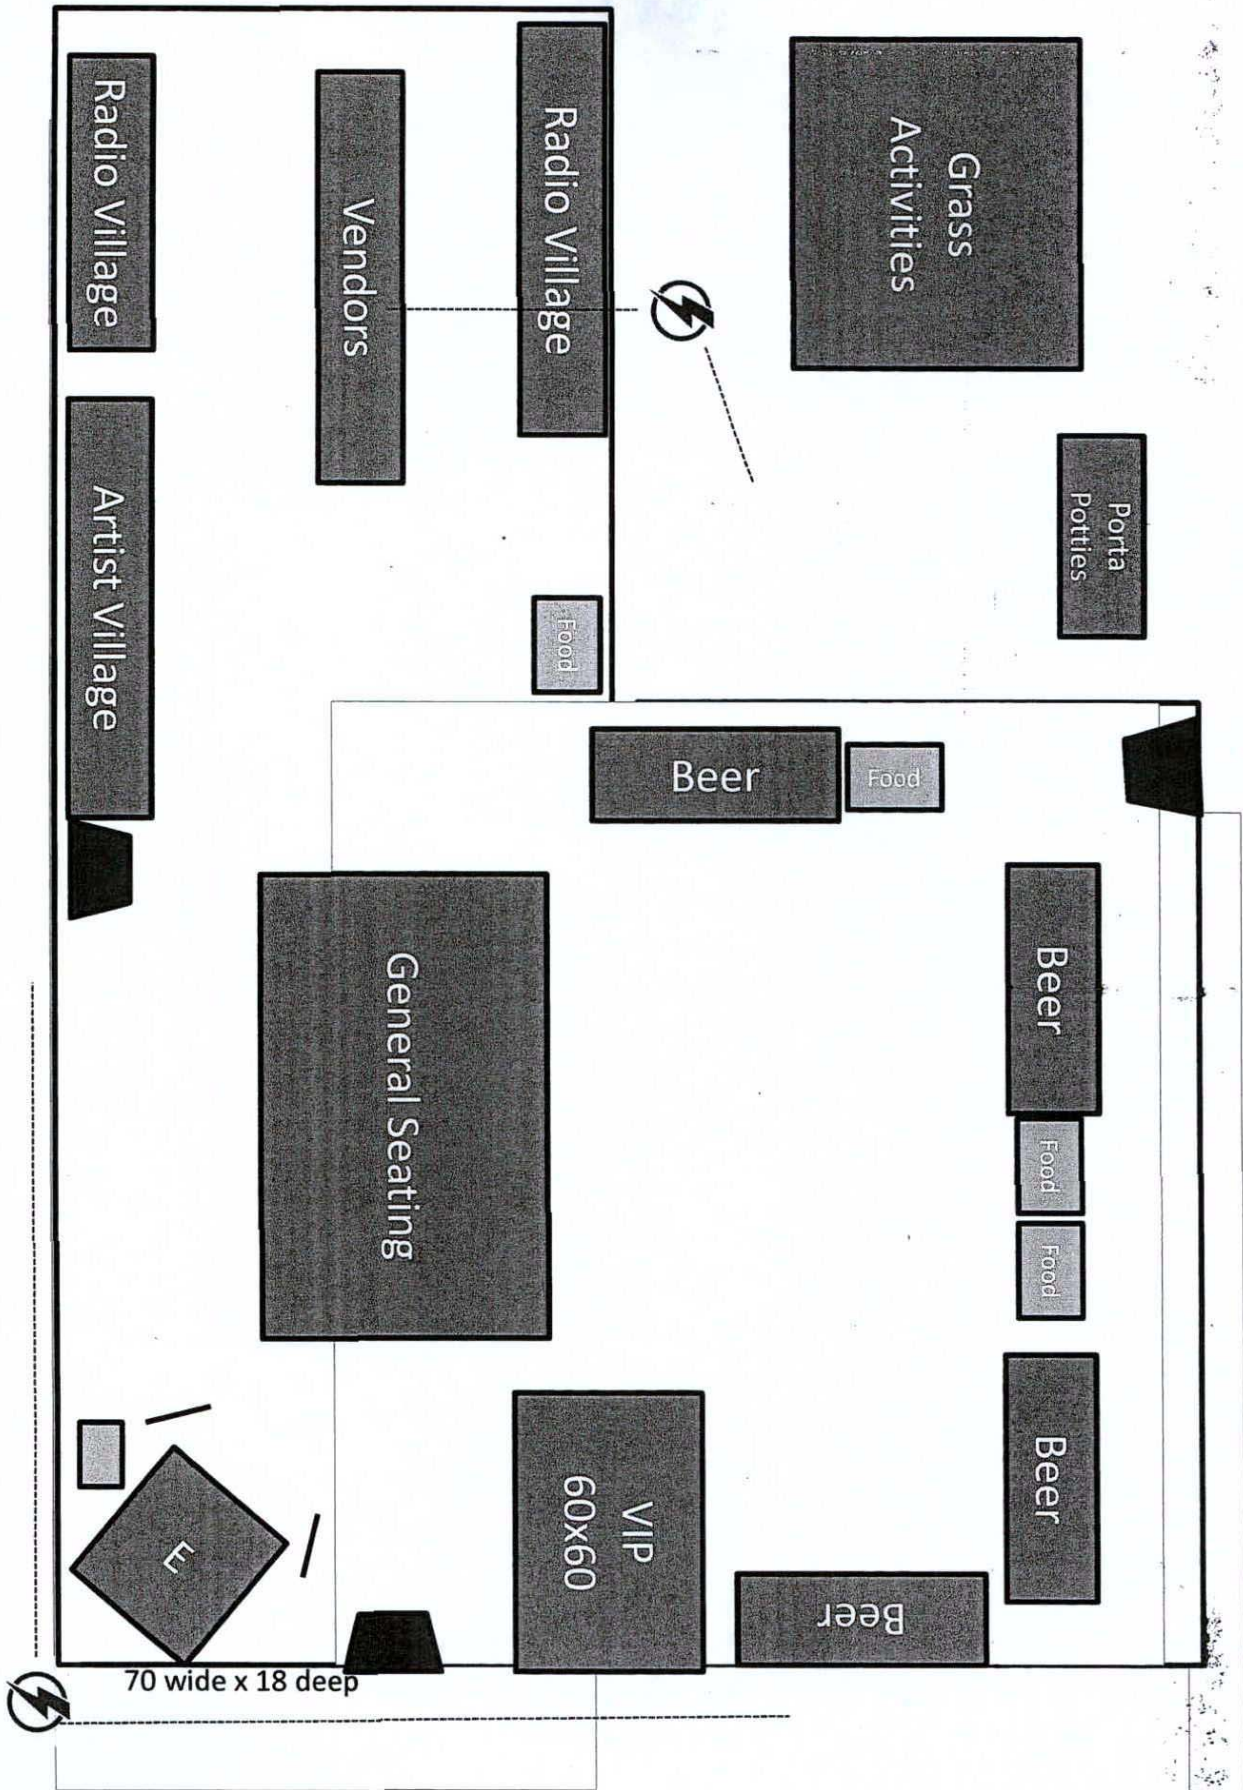 Radio Village
Vendors
Radio Village
Grass
Activities
Porta
Potties
Artist Village
Food
Beer
Food
Beer
General Seating
Food
Food
VIP
60x60
Beer
E
Beer
70 wide x 18 deep